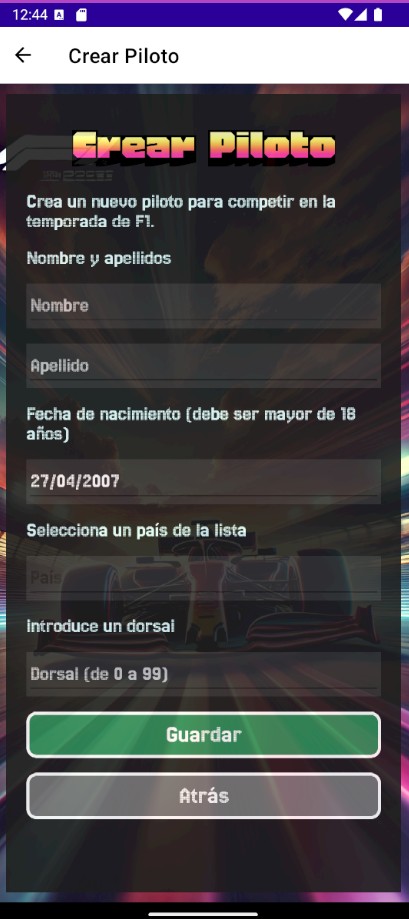 12:44
Crear Piloto
Crear Piloto
Crea un nuevo piloto para competir en la
temporada de F1.
Nombre y apellidos
Nombre
Apellido
Fecha de nacimiento (debe ser mayor de 18
años)
27/04/2007
Selecciona un país de la lista
País
Introduce un dorsal
Dorsal (de 0 a 99)
Guardar
Atrás